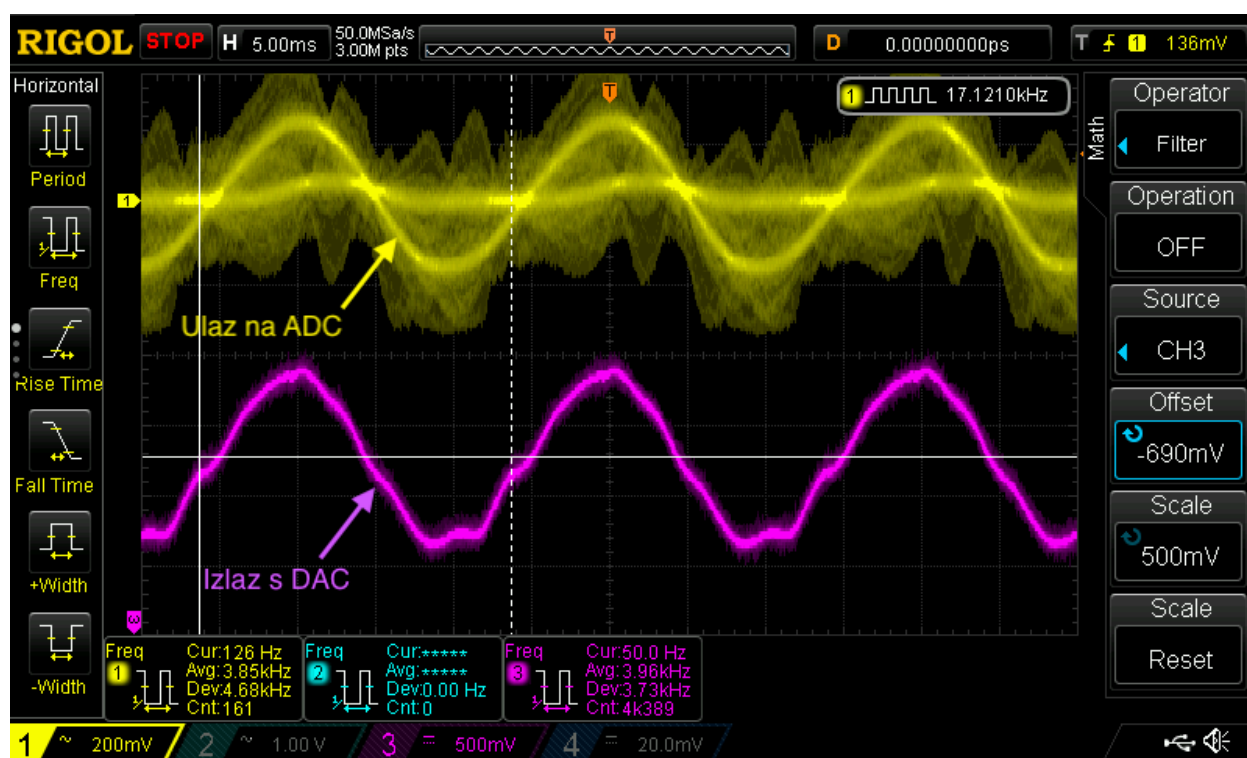 RIGOL STOP H 5.00ms 50.0MSa/s 3.00M pts T D 0.00000000ps T 1 136mV
Horizontal
Period
Freq
Rise Time
Fall Time
+Width
-Width
T
1 17.1210kHz
1
Ulaz na ADC
Izlaz s DAC
3
Math
Operator
Filter
Operation
OFF
Source
CH3
Offset
-690mV
Scale
500mV
Scale
Reset
Freq
1
Cur:126 Hz
Avg:3.85kHz
Dev:4.68kHz
Cnt:161
Freq
2
Cur:*****
Avg:*****
Dev:0.00 Hz
Cnt:0
Freq
3
Cur:50.0 Hz
Avg:3.96kHz
Dev:3.73kHz
Cnt:4k389
1 ~ 200mV 2 ~ 1.00 V 3 = 500mV 4 = 20.0mV